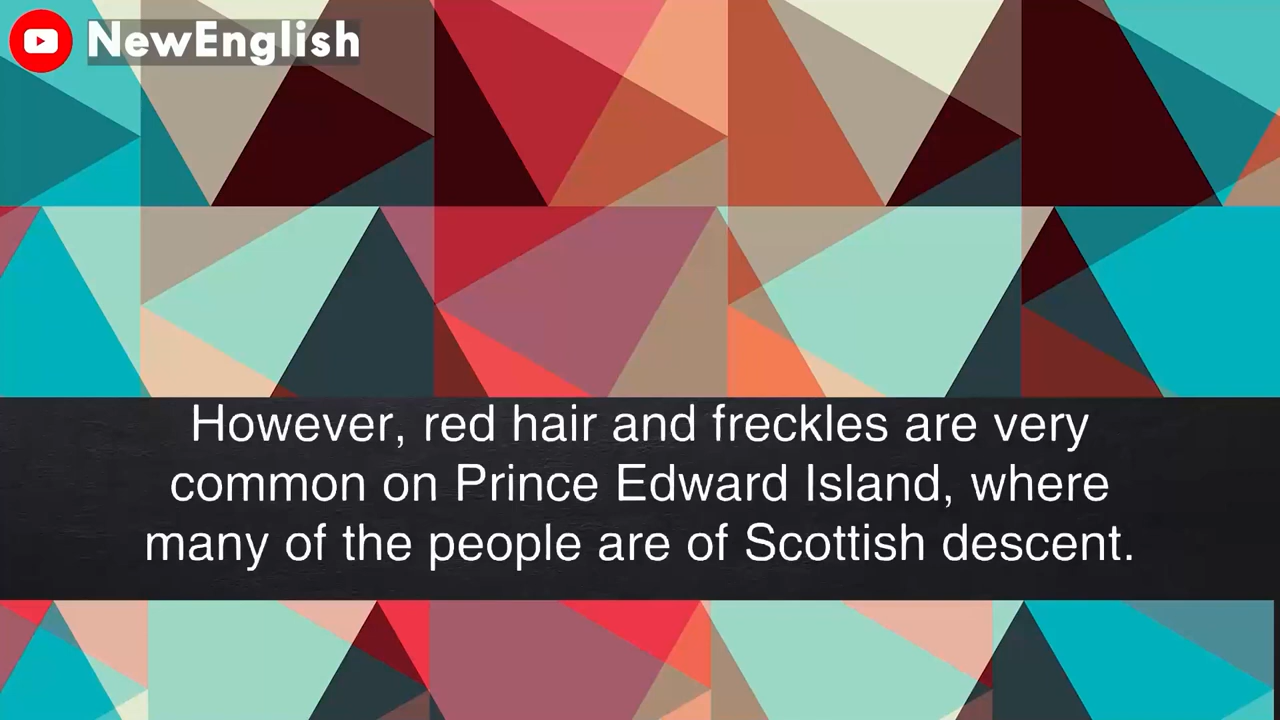 NewEnglish
However, red hair and freckles are very
common on Prince Edward Island, where
many of the people are of Scottish descent.